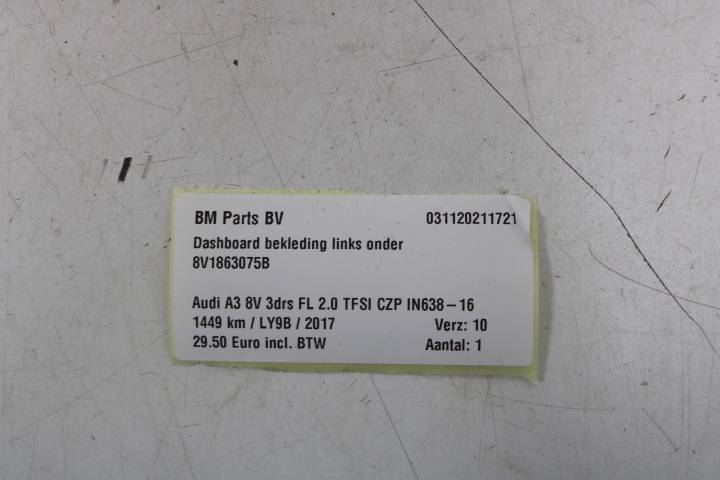 BM Parts BV 031120211721
Dashboard bekleding links onder
8V1863075B
Audi A3 8V 3drs FL 2.0 TFSI CZP IN638-16
1449 km / LY9B / 2017 Verz: 10
29.50 Euro incl. BTW Aantal: 1